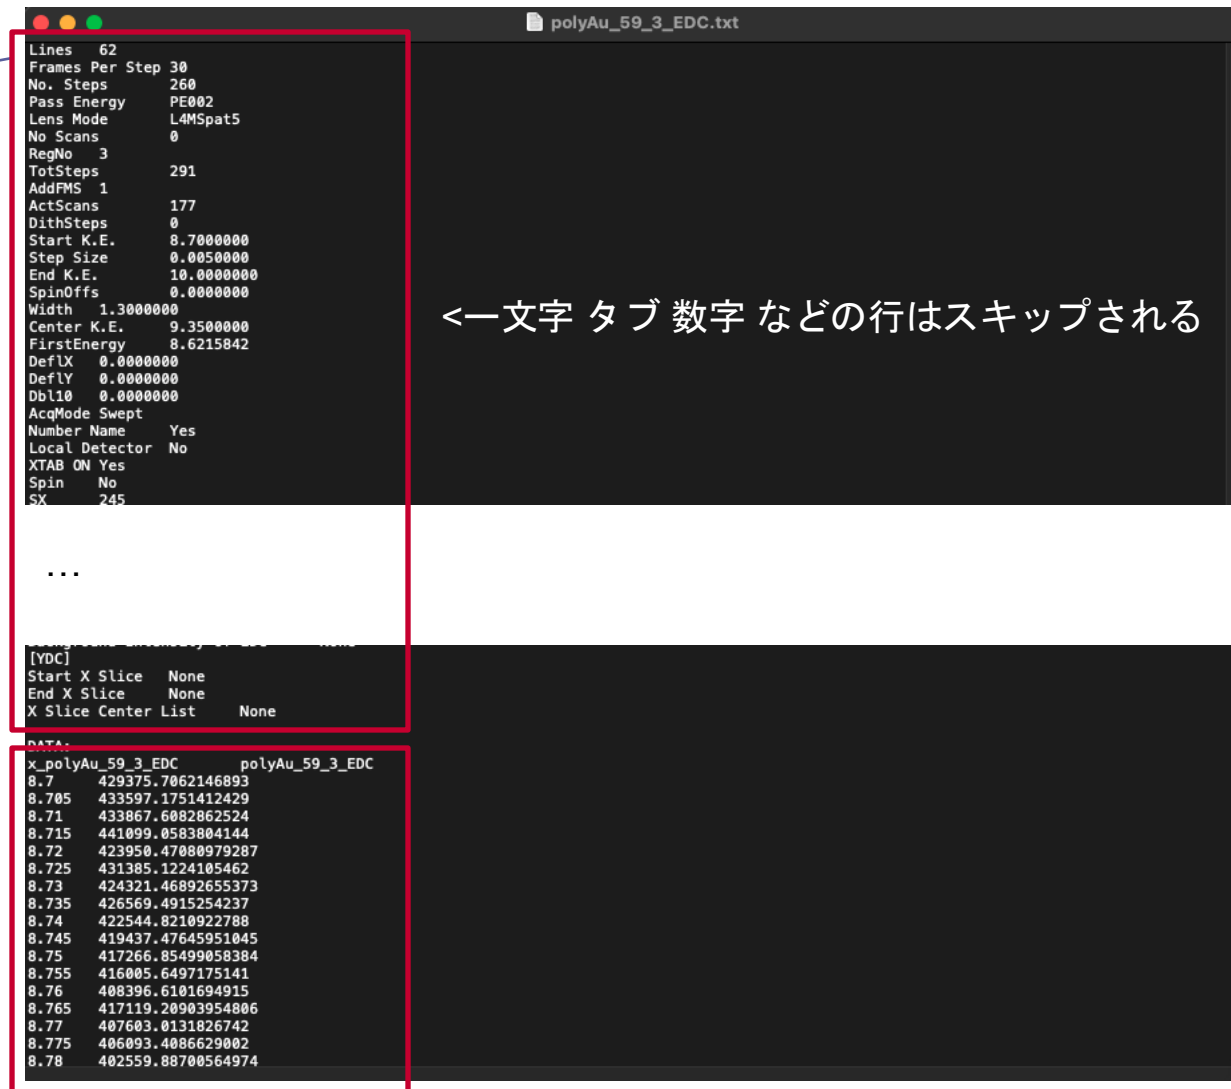 polyAu_59_3_EDC.txt
Lines 62
Frames Per Step 30
No. Steps 260
Pass Energy PE002
Lens Mode L4MSpat5
No Scans 0
RegNo 3
TotSteps 291
AddFMS 1
ActScans 177
DithSteps 0
Start K.E. 8.7000000
Step Size 0.0050000
End K.E. 10.0000000
SpinOffs 0.0000000
Width 1.3000000
Center K.E. 9.3500000
FirstEnergy 8.6215842
DeflX 0.0000000
DeflY 0.0000000
Dbl10 0.0000000
AcqMode Swept
Number Name Yes
Local Detector No
XTAB ON Yes
Spin No
SX 245
<一文字 タブ 数字 などの行はスキップされる
...
[YDC]
Start X Slice None
End X Slice None
X Slice Center List None
DATA:
x_polyAu_59_3_EDC polyAu_59_3_EDC
8.7 429375.7062146893
8.705 433597.1751412429
8.71 433867.6082862524
8.715 441099.0583804144
8.72 423950.47080979287
8.725 431385.1224105462
8.73 424321.46892655373
8.735 426569.4915254237
8.74 422544.8210922788
8.745 419437.47645951045
8.75 417266.85499058384
8.755 416005.6497175141
8.76 408396.6101694915
8.765 417119.20903954806
8.77 407603.0131826742
8.775 406093.4086629002
8.78 402559.88700564974